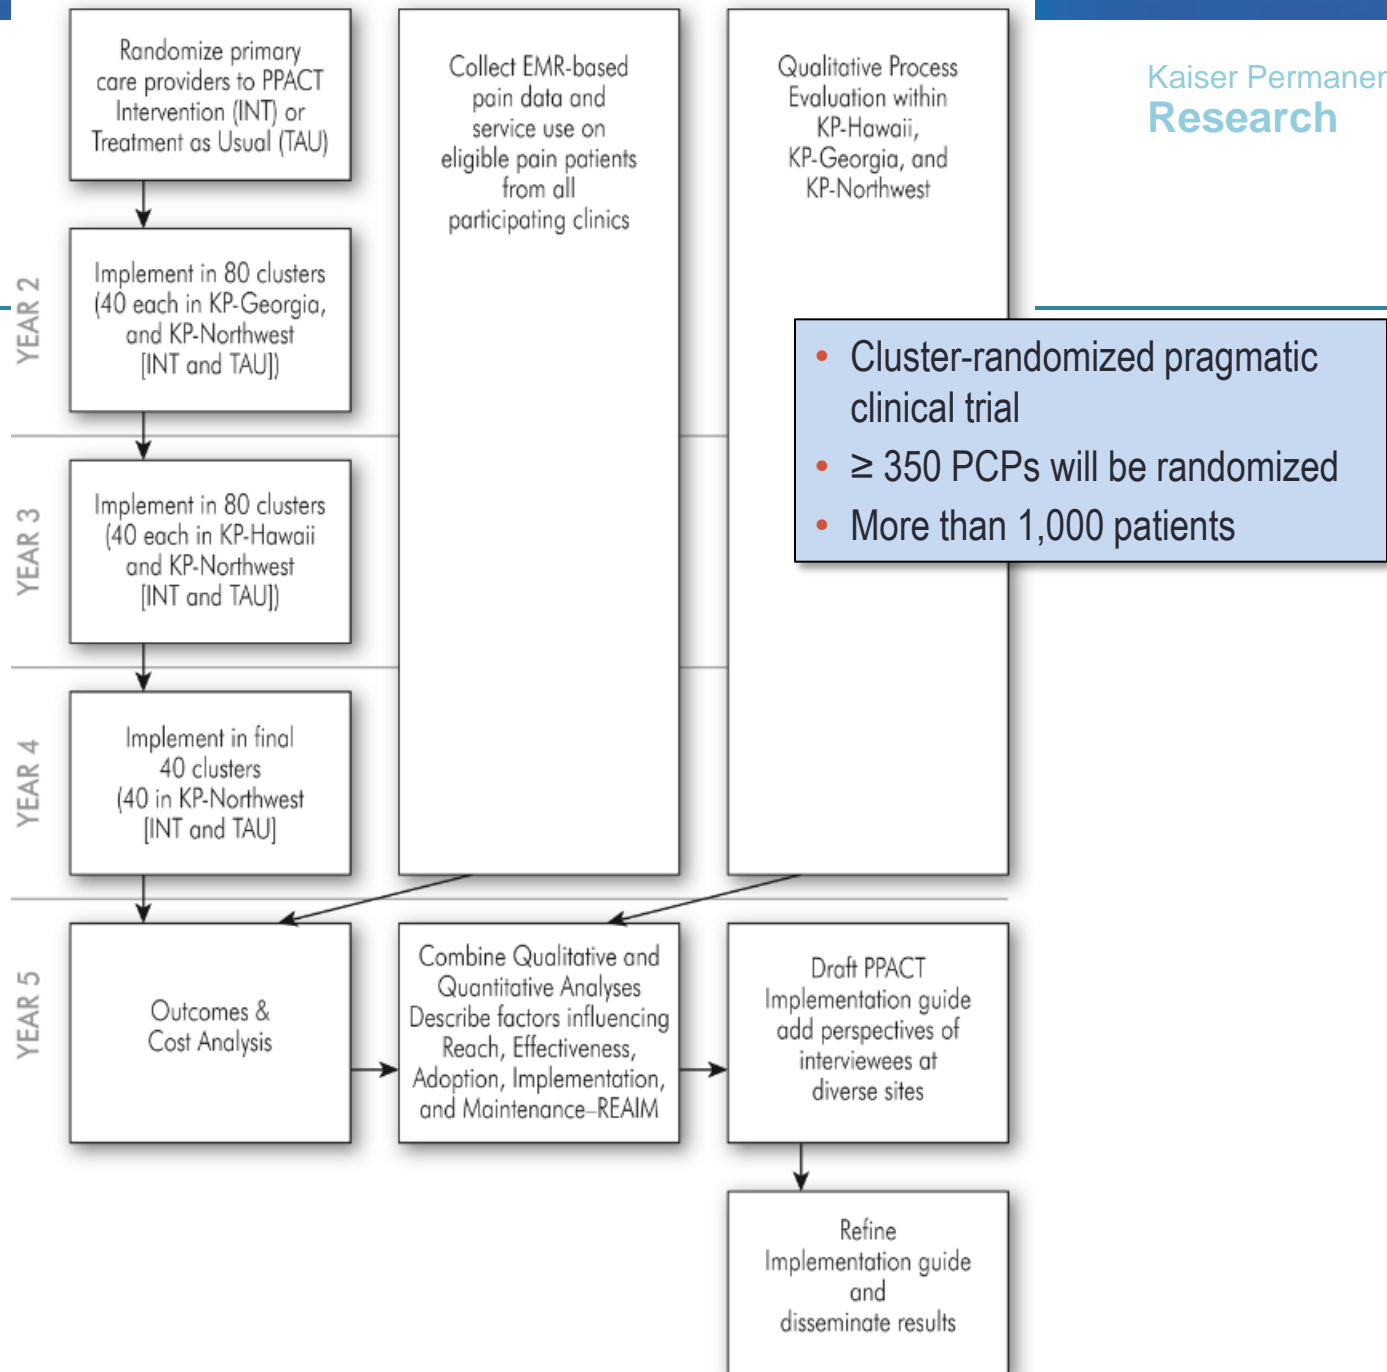 Randomize primary
care providers to PPACT
Intervention (INT) or
Treatment as Usual (TAU)
Collect EMR-based
pain data and
service use on
eligible pain patients
from all
participating clinics
Qualitative Process
Evaluation within
KP-Hawaii,
KP-Georgia, and
KP-Northwest
Kaiser Permanen
Research
YEAR 2
Implement in 80 clusters
(40 each in KP-Georgia,
and KP-Northwest
[INT and TAU])
• Cluster-randomized pragmatic
clinical trial
• ≥ 350 PCPs will be randomized
• More than 1,000 patients
YEAR 3
Implement in 80 clusters
(40 each in KP-Hawaii
and KP-Northwest
[INT and TAU])
YEAR 4
Implement in final
40 clusters
(40 in KP-Northwest
[INT and TAU]
YEAR 5
Outcomes &
Cost Analysis
Combine Qualitative and
Quantitative Analyses
Describe factors influencing
Reach, Effectiveness,
Adoption, Implementation,
and Maintenance–REAIM
Draft PPACT
Implementation guide
add perspectives of
interviewees at
diverse sites
Refine
Implementation guide
and
disseminate results